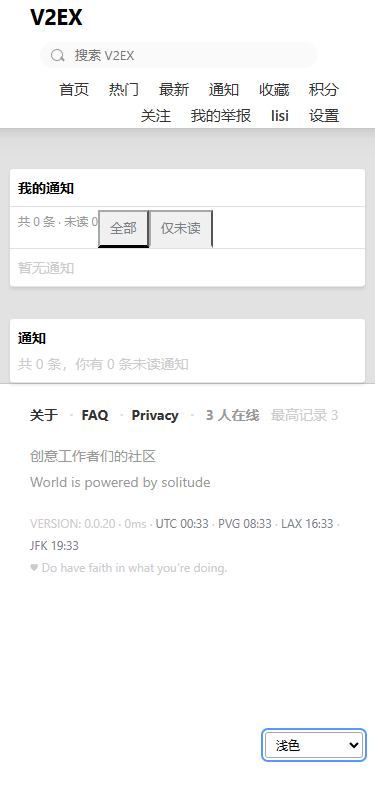 V2EX
搜索 V2EX
首页 热门 最新 通知 收藏 积分
关注 我的举报 lisi 设置
我的通知
共 0 条 · 未读 0 全部 仅未读
暂无通知
通知
共 0 条，你有 0 条未读通知
关于 · FAQ · Privacy · 3 人在线 最高记录 3
创意工作者们的社区
World is powered by solitude
VERSION: 0.0.20 · 0ms · UTC 00:33 · PVG 08:33 · LAX 16:33 ·
JFK 19:33
♥ Do have faith in what you're doing.
浅色